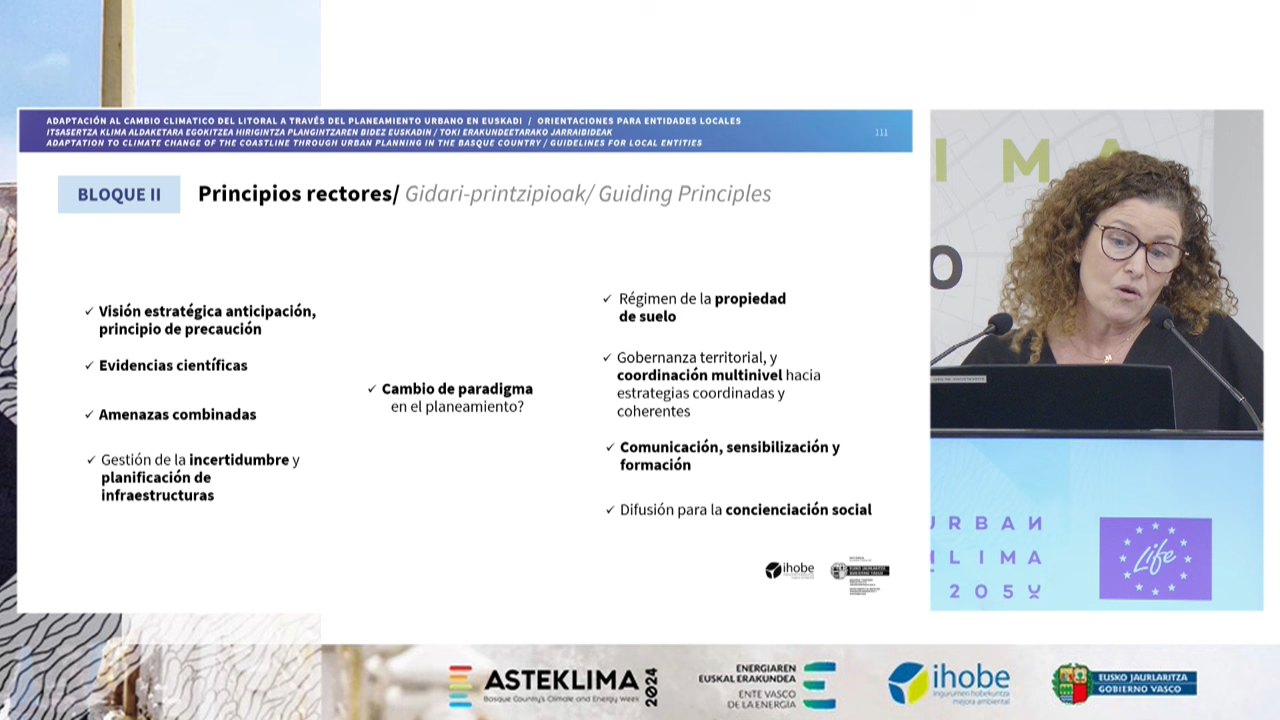 ADAPTACIÓN AL CAMBIO CLIMATICO DEL LITORAL A TRAVÉS DEL PLANEAMIENTO URBANO EN EUSKADI / ORIENTACIONES PARA ENTIDADES LOCALES
ITSASERTZA KLIMA ALDAKETARA EGOKITZEA HIRIGINTZA PLANGINTZAREN BIDEZ EUSKADIN / TOKI ERAKUNDEETARAKO JARRAIBIDEAK
ADAPTATION TO CLIMATE CHANGE OF THE COASTLINE THROUGH URBAN PLANNING IN THE BASQUE COUNTRY / GUIDELINES FOR LOCAL ENTITIES
111
BLOQUE II
Principios rectores/ Gidari-printzipioak/ Guiding Principles
✓ Visión estratégica anticipación,
principio de precaución
✓ Evidencias científicas
✓ Amenazas combinadas
✓ Gestión de la incertidumbre y
planificación de
infraestructuras
✓ Cambio de paradigma
en el planeamiento?
✓ Régimen de la propiedad
de suelo
✓ Gobernanza territorial, y
coordinación multinivel hacia
estrategias coordinadas y
coherentes
✓ Comunicación, sensibilización y
formación
✓ Difusión para la concienciación social
ihobe
EUSKO JAURLARITZA
GOBIERNO VASCO
I M A
O
URBAN
KLIMA
2050
Life
ASTEKLIMA 2024
Basque Country's Climate and Energy Week
ENERGIAREN
EUSKAL ERAKUNDEA
ENTE VASCO
DE LA ENERGÍA
ihobe
ingurumen hobekuntza
mejora ambiental
EUSKO JAURLARITZA
GOBIERNO VASCO